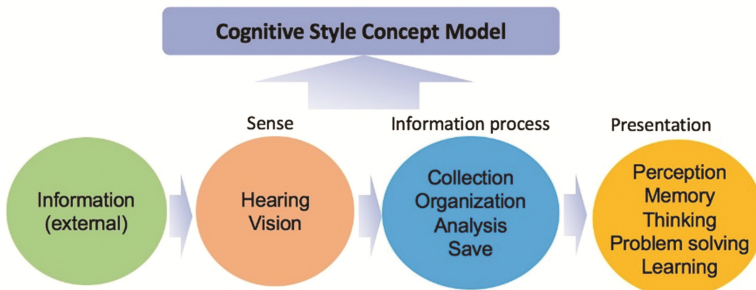 Cognitive Style Concept Model
Sense
Information process
Presentation
Information
(external)
Hearing
Vision
Collection
Organization
Analysis
Save
Perception
Memory
Thinking
Problem solving
Learning